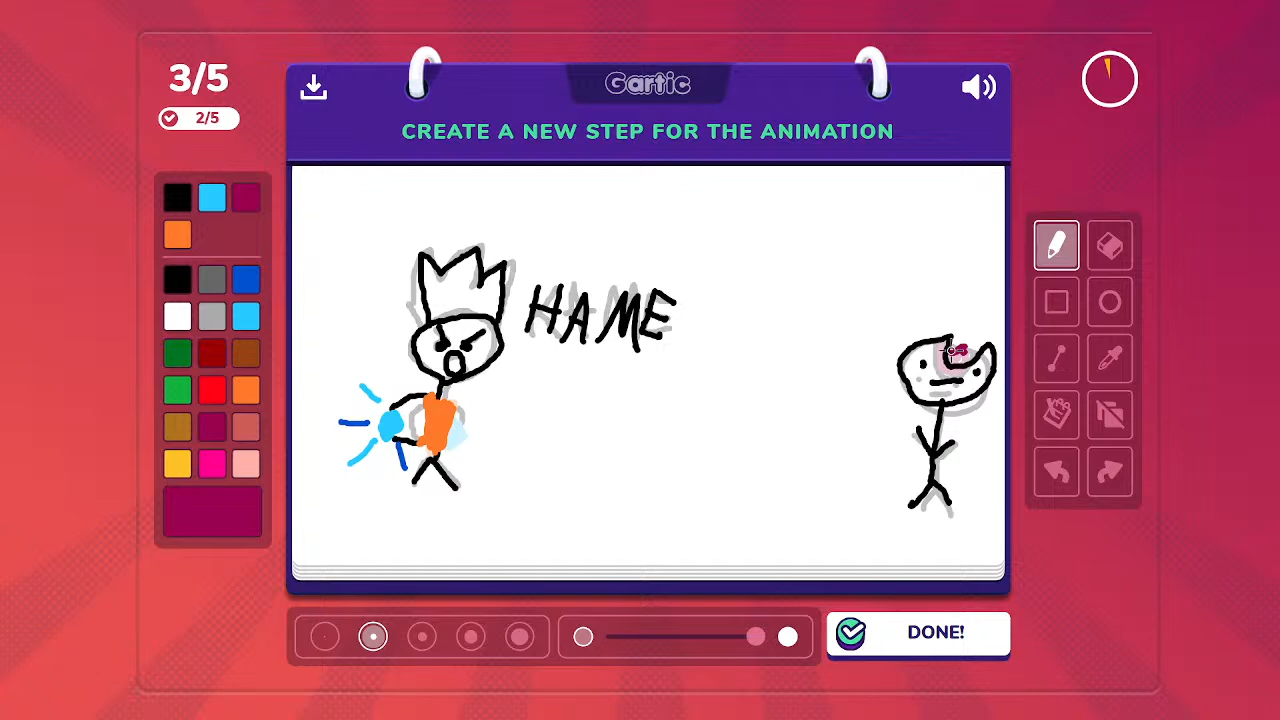 3/5
2/5
Gartic
CREATE A NEW STEP FOR THE ANIMATION
HAME
DONE!